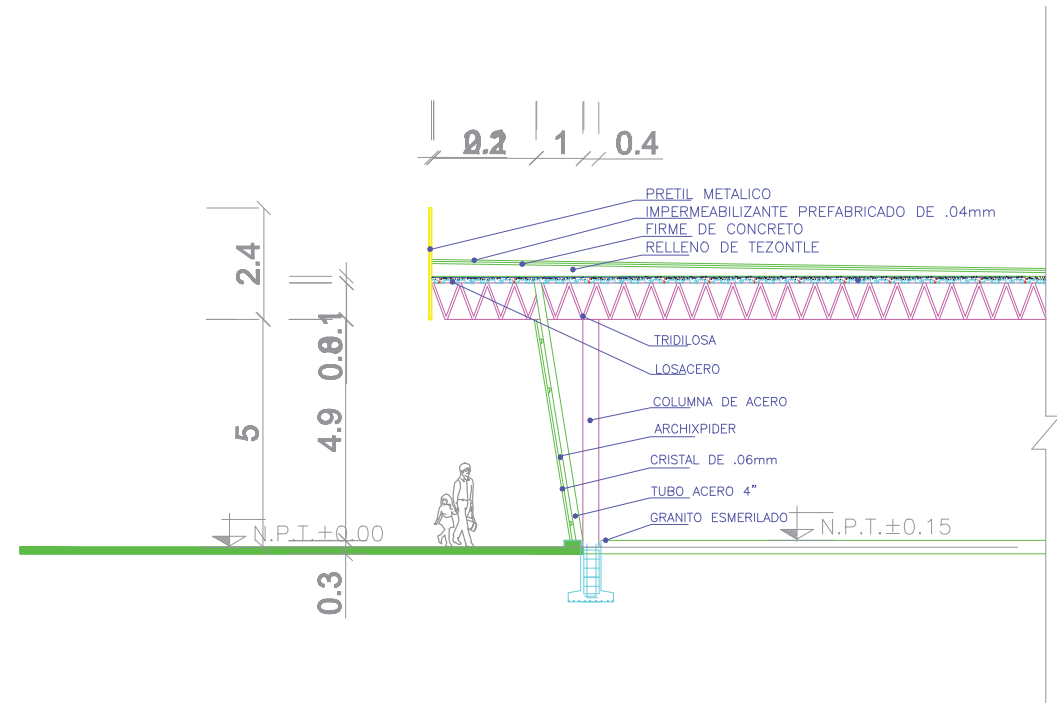 1
0.4
PRETIL METALICO
IMPERMEABILIZANTE PREFABRICADO DE .04mm
FIRME DE CONCRETO
RELLENO DE TEZONTLE
2.4
TRIDILOSA
LOSACERO
COLUMNA DE ACERO
5
4.9
ARCHIXPIDER
CRISTAL DE .06mm
TUBO ACERO 4"
GRANITO ESMERILADO
N.P.T.±0.00
N.P.T.±0.15
0.3